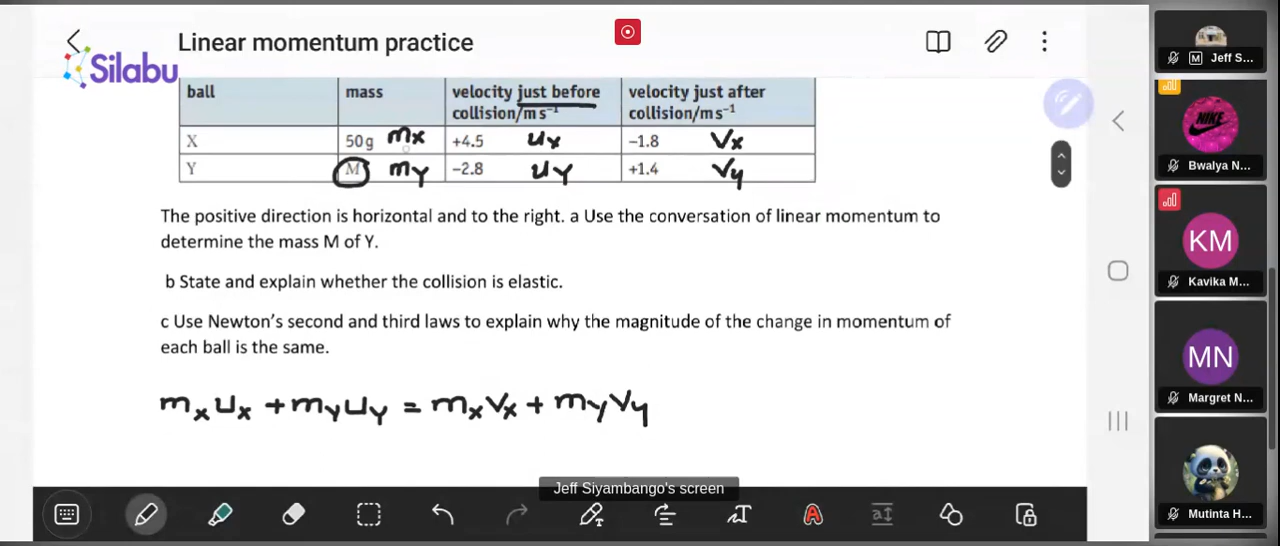 Linear momentum practice
Silabu
ball mass velocity just before collision/m s⁻¹ velocity just after collision/m s⁻¹
X 50g mx +4.5 ux −1.8 Vx
Y M my −2.8 uy +1.4 Vy
The positive direction is horizontal and to the right. a Use the conversation of linear momentum to
determine the mass M of Y.
b State and explain whether the collision is elastic.
c Use Newton's second and third laws to explain why the magnitude of the change in momentum of
each ball is the same.
mxux + myuy = mxVx + myVy
Jeff Siyambango's screen
M Jeff S...
NIKE
Bwalya N...
KM
Kavika M...
MN
Margret N...
Mutinta H...